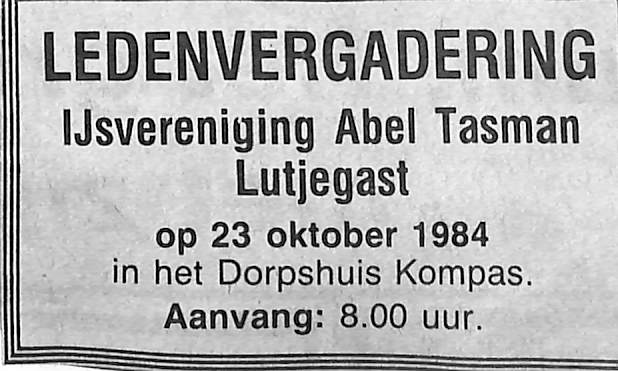 LEDENVERGADERING
IJsvereniging Abel Tasman
Lutjegast
op 23 oktober 1984
in het Dorpshuis Kompas.
Aanvang: 8.00 uur.